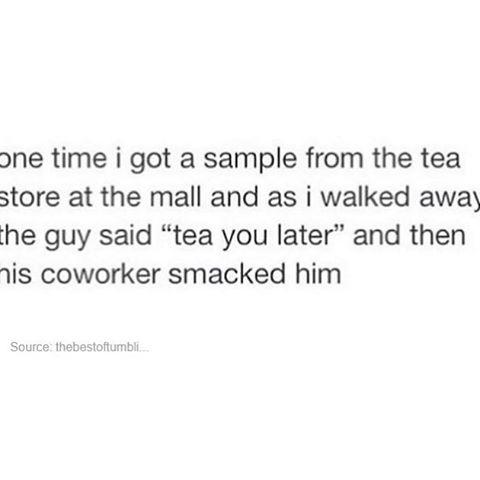 one time i got a sample from the tea
store at the mall and as i walked away
the guy said “tea you later” and then
his coworker smacked him
Source: thebestoftumbli...